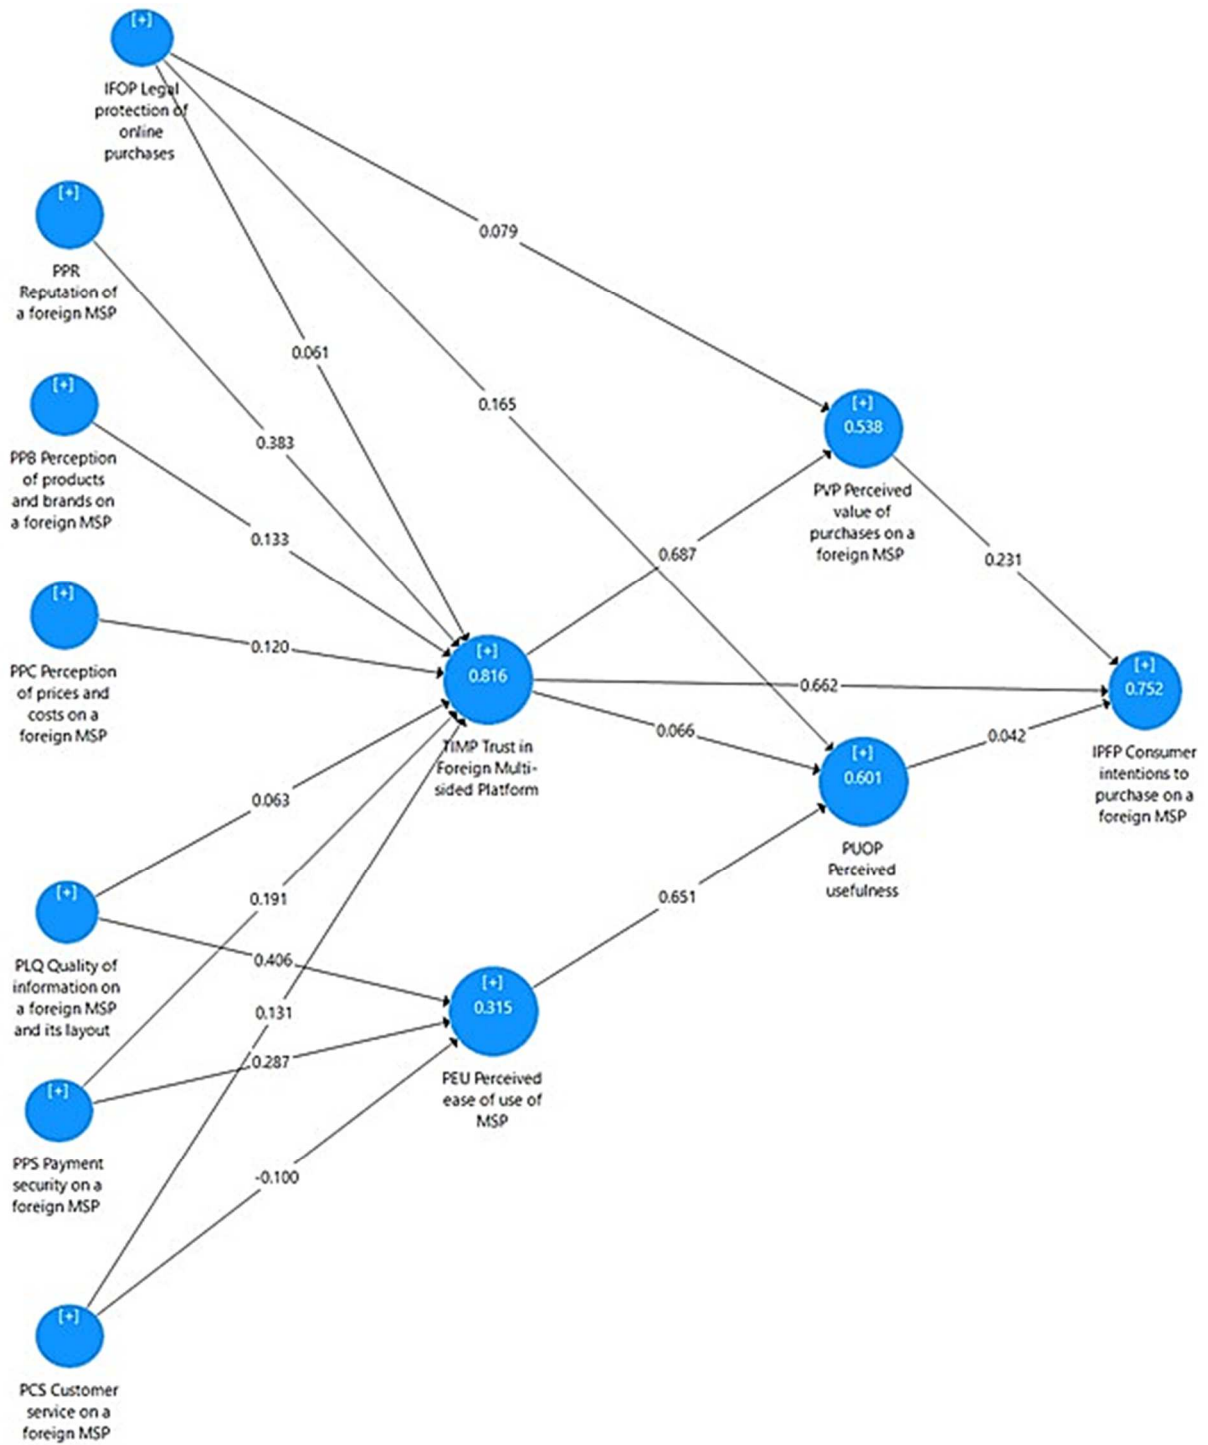 [+]
IFOP Legal
protection of
online
purchases
[+]
PPR
Reputation of
a foreign MSP
[+]
PPB Perception
of products
and brands on
a foreign MSP
[+]
PPC Perception
of prices and
costs on a
foreign MSP
[+]
PLQ Quality of
information on
a foreign MSP
and its layout
[+]
PPS Payment
security on a
foreign MSP
[+]
PCS Customer
service on a
foreign MSP
0.079
0.061
0.165
0.383
0.133
0.120
0.063
0.191
0.406
0.131
0.287
-0.100
[+]
0.816
TIMP Trust in
Foreign Multi-
sided Platform
[+]
0.315
PEU Perceived
ease of use of
MSP
0.687
0.662
0.066
0.651
[+]
0.538
PVP Perceived
value of
purchases on a
foreign MSP
[+]
0.601
PUOP
Perceived
usefulness
0.231
0.042
[+]
0.752
IPFP Consumer
intentions to
purchase on a
foreign MSP